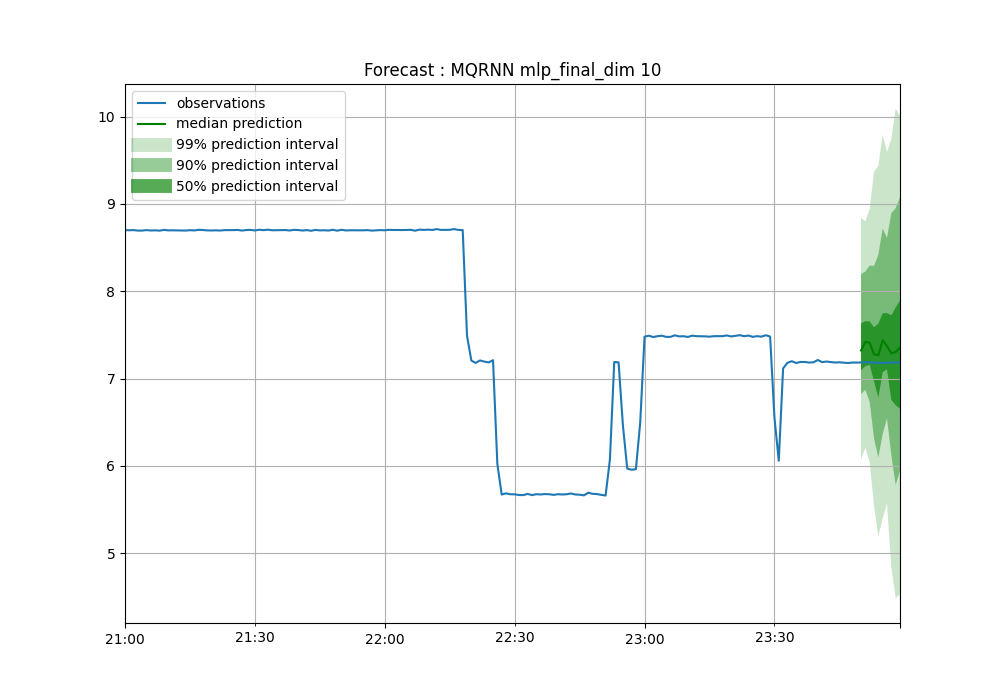 Forecast : MQRNN mlp_final_dim 10
observations
median prediction
99% prediction interval
90% prediction interval
50% prediction interval
10
9
8
7
6
5
21:00
21:30
22:00
22:30
23:00
23:30